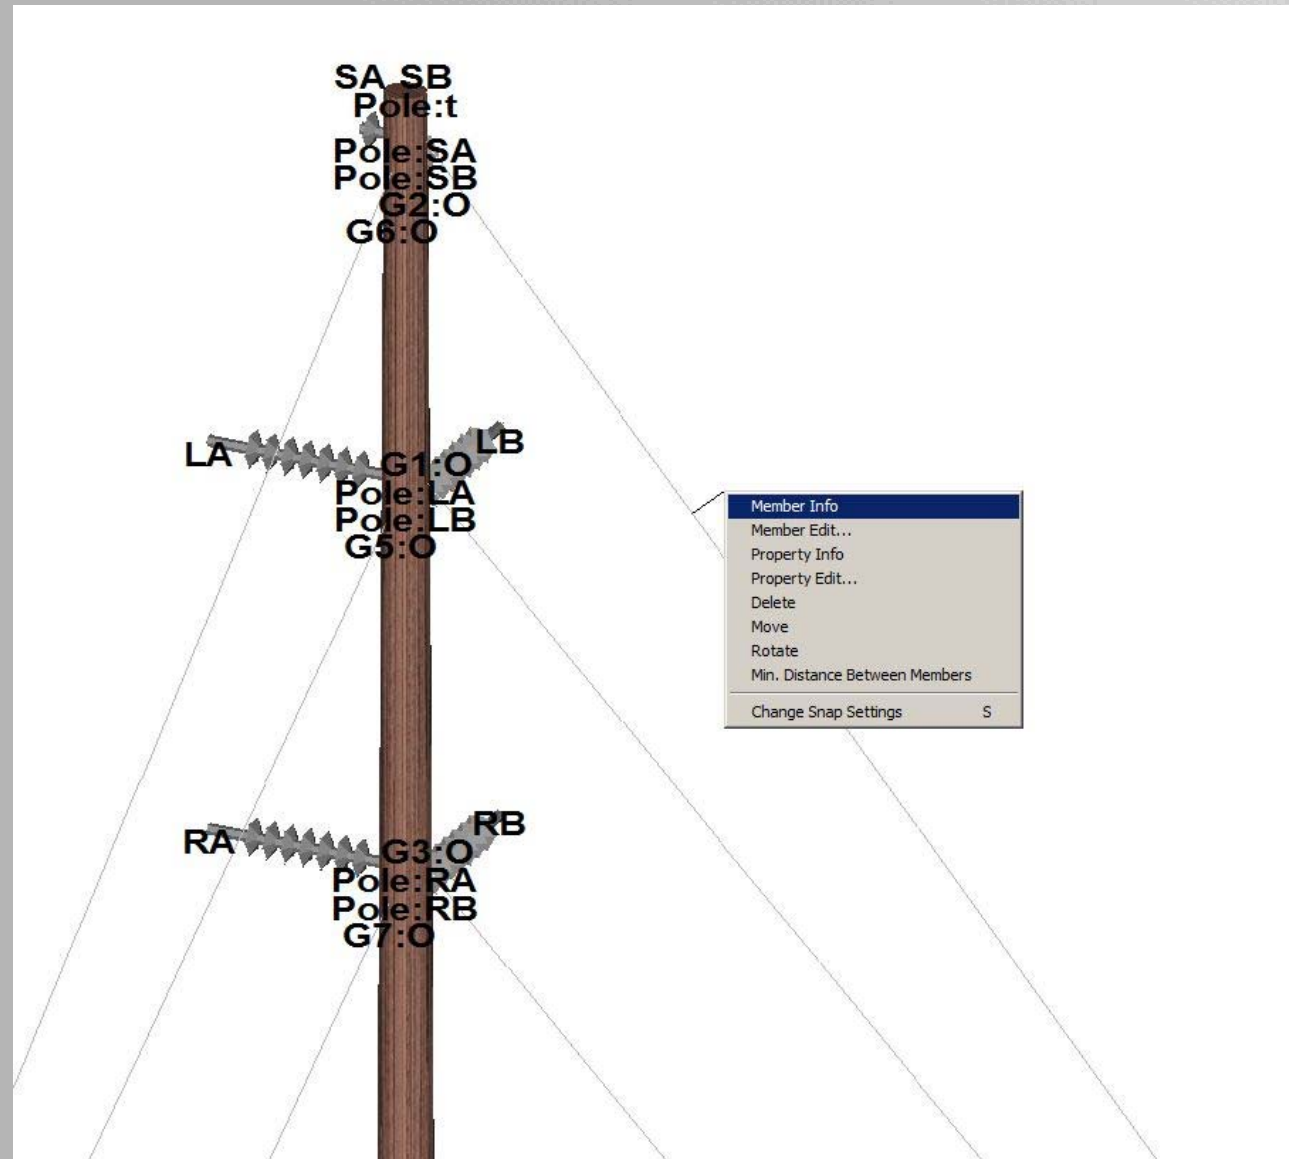 SA SB
Pole:t
Pole:SA
Pole:SB
G2:O
G6:O
LA
LB
G1:O
Pole:LA
Pole:LB
G5:O
Member Info
Member Edit...
Property Info
Property Edit...
Delete
Move
Rotate
Min. Distance Between Members
Change Snap Settings S
RA
RB
G3:O
Pole:RA
Pole:RB
G7:O